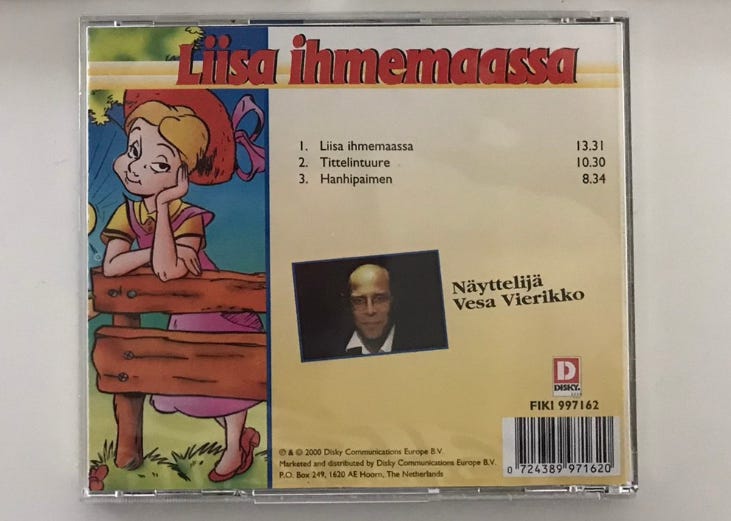 Liisa ihmemaassa
1. Liisa ihmemaassa 13.31
2. Tittelintuure 10.30
3. Hanhipaimen 8.34
Näyttelijä
Vesa Vierikko
D
DISKY
FIKI 997162
℗ & © 2000 Disky Communications Europe B.V.
Marketed and distributed by Disky Communications Europe B.V.
P.O. Box 249, 1620 AE Hoorn, The Netherlands
0 724389 971620